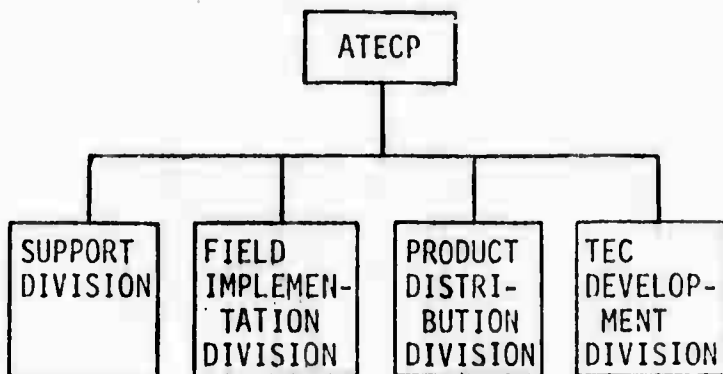 ATECP
SUPPORT
DIVISION
FIELD
IMPLEMEN-
TATION
DIVISION
PRODUCT
DISTRI-
BUTION
DIVISION
TEC
DEVELOP-
MENT
DIVISION